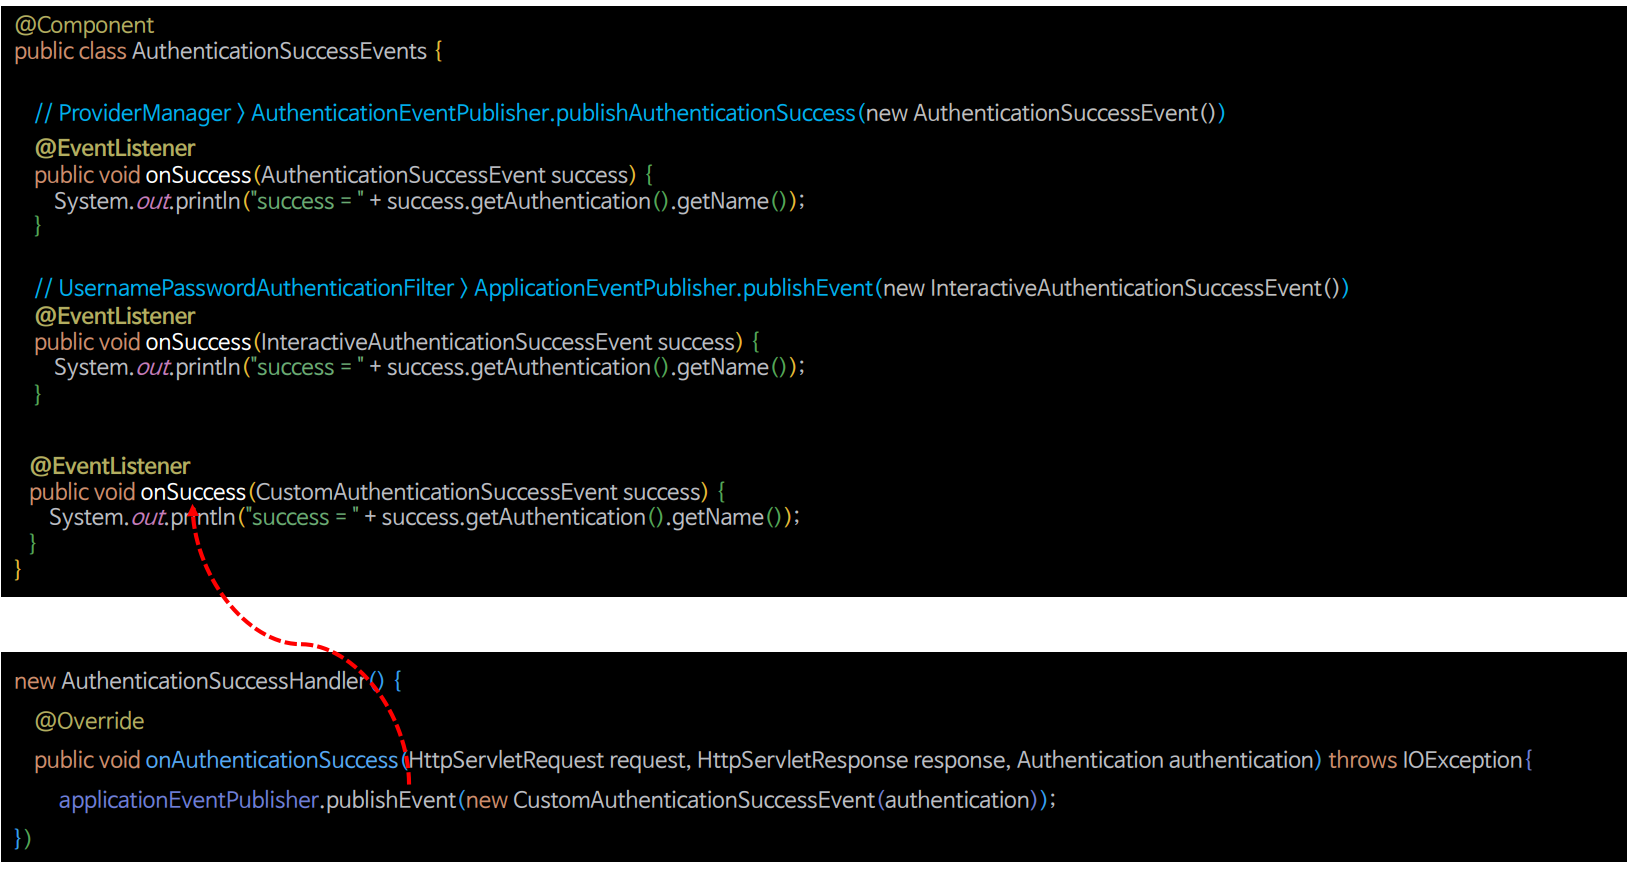 @Component
public class AuthenticationSuccessEvents {
// ProviderManager 〉 AuthenticationEventPublisher.publishAuthenticationSuccess(new AuthenticationSuccessEvent())
@EventListener
public void onSuccess(AuthenticationSuccessEvent success) {
System.out.println("success = " + success.getAuthentication().getName());
}
// UsernamePasswordAuthenticationFilter 〉 ApplicationEventPublisher.publishEvent(new InteractiveAuthenticationSuccessEvent())
@EventListener
public void onSuccess(InteractiveAuthenticationSuccessEvent success) {
System.out.println("success = " + success.getAuthentication().getName());
}
@EventListener
public void onSuccess(CustomAuthenticationSuccessEvent success) {
System.out.println("success = " + success.getAuthentication().getName());
}
}
new AuthenticationSuccessHandler() {
@Override
public void onAuthenticationSuccess(HttpServletRequest request, HttpServletResponse response, Authentication authentication) throws IOException{
applicationEventPublisher.publishEvent(new CustomAuthenticationSuccessEvent(authentication));
})